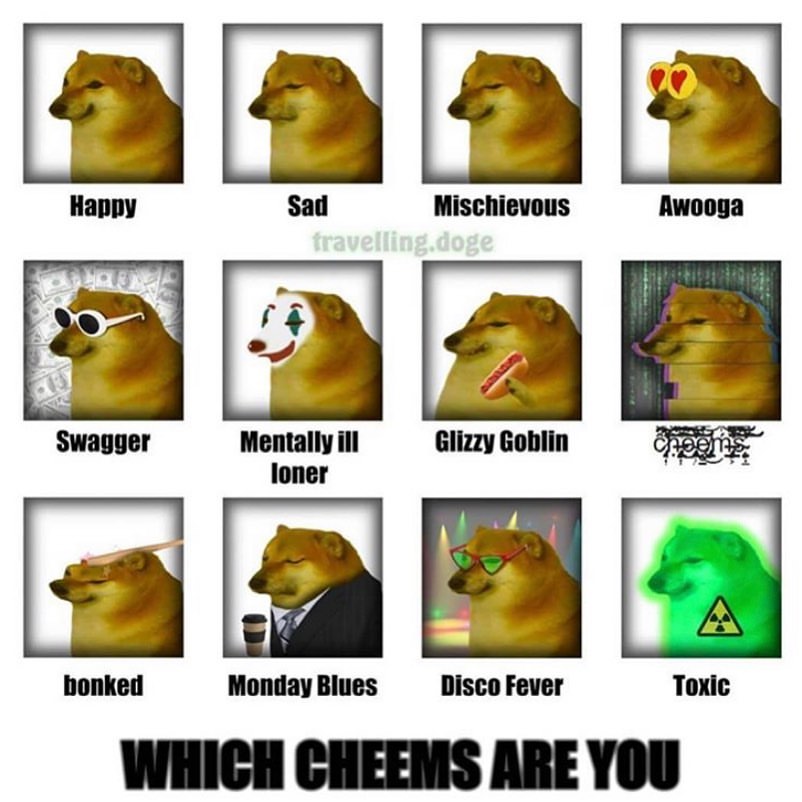 Happy
Sad
Mischievous
Awooga
travelling.doge
Swagger
Mentally ill
loner
Glizzy Goblin
cheems
bonked
Monday Blues
Disco Fever
Toxic
WHICH CHEEMS ARE YOU